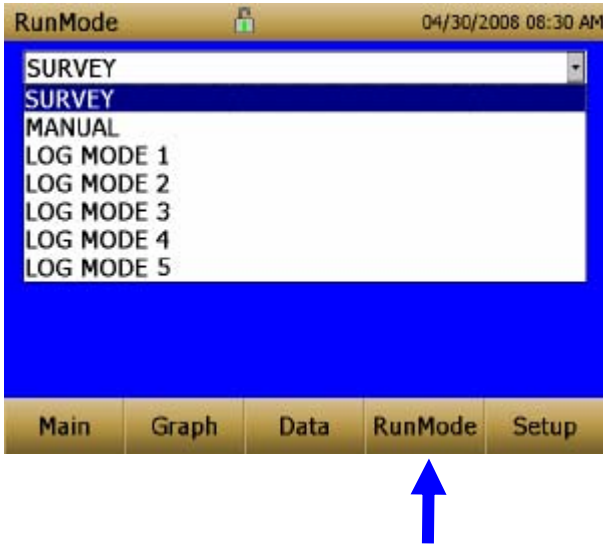 RunMode 04/30/2008 08:30 AM
SURVEY
SURVEY
MANUAL
LOG MODE 1
LOG MODE 2
LOG MODE 3
LOG MODE 4
LOG MODE 5
Main Graph Data RunMode Setup